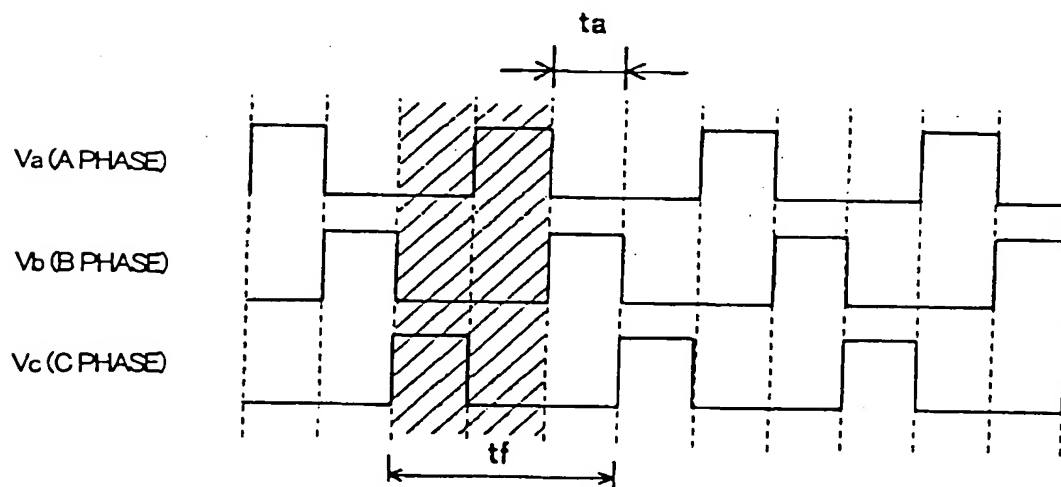 ta
Va (A PHASE)
Vb (B PHASE)
Vc (C PHASE)
tf